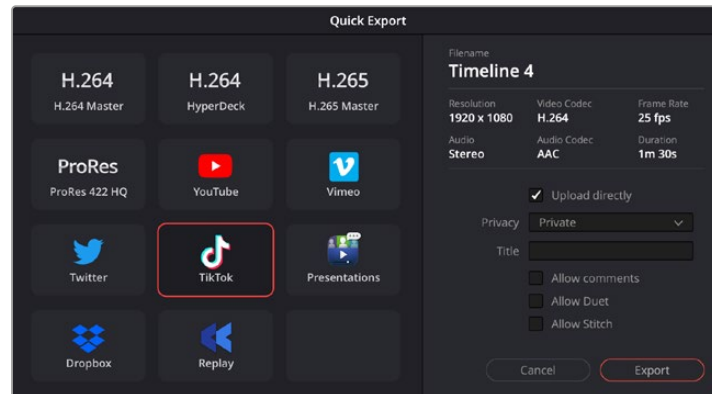 Quick Export
H.264
H.264 Master
H.264
HyperDeck
H.265
H.265 Master
ProRes
ProRes 422 HQ
YouTube
Vimeo
Twitter
TikTok
Presentations
Dropbox
Replay
Filename
Timeline 4
Resolution Video Codec Frame Rate
1920 x 1080 H.264 25 fps
Audio Audio Codec Duration
Stereo AAC 1m 30s
Upload directly
Privacy Private
Title
Allow comments
Allow Duet
Allow Stitch
Cancel Export